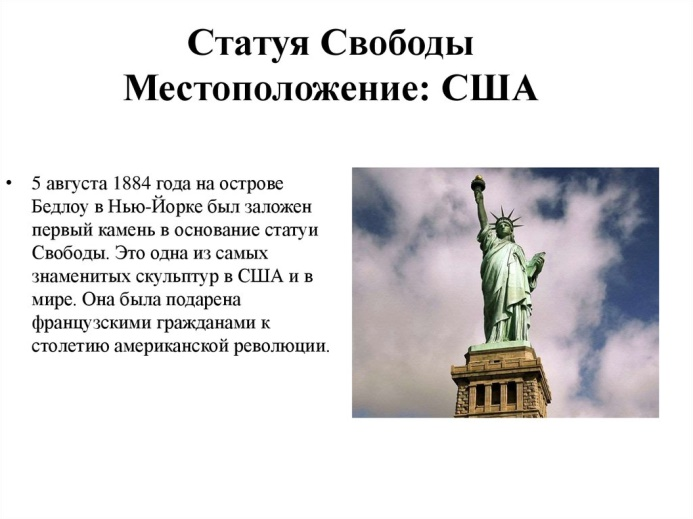 Статуя Свободы
Местоположение: США
• 5 августа 1884 года на острове
Бедлоу в Нью-Йорке был заложен
первый камень в основание статуи
Свободы. Это одна из самых
знаменитых скульптур в США и в
мире. Она была подарена
французскими гражданами к
столетию американской революции.